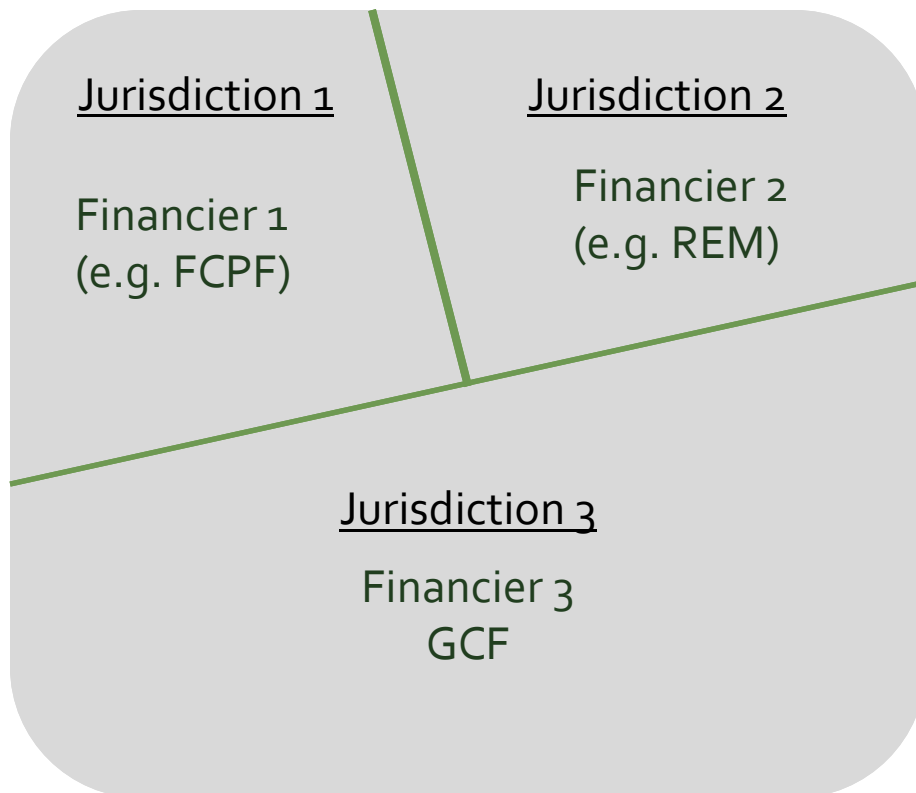 Jurisdiction 1
Financier 1
(e.g. FCPF)
Jurisdiction 2
Financier 2
(e.g. REM)
Jurisdiction 3
Financier 3
GCF